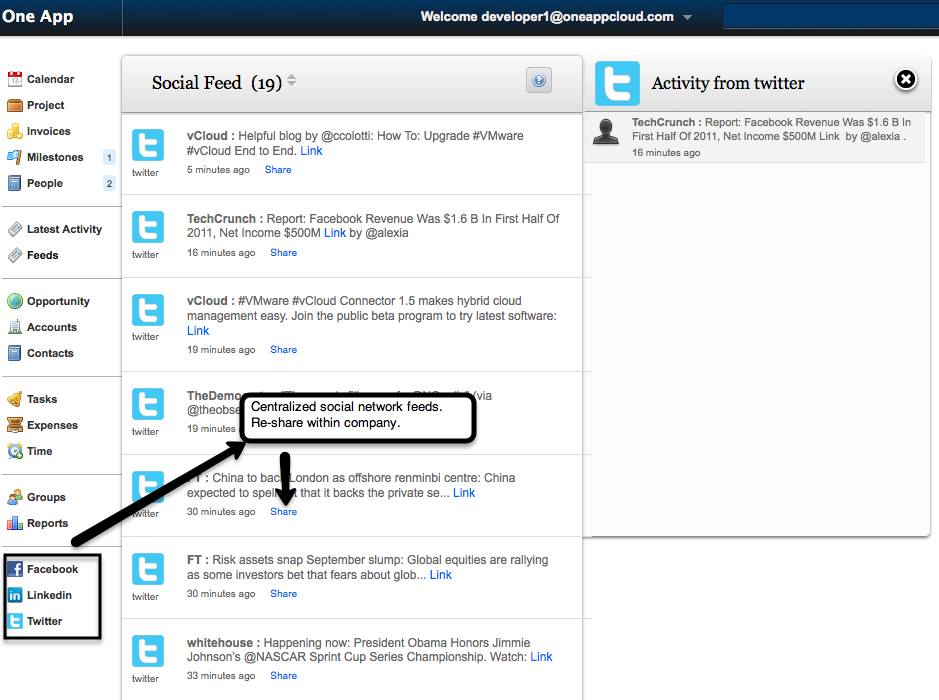 One App
Welcome developer1@oneappcloud.com
Calendar
Project
Invoices
Milestones 1
People 2
Latest Activity
Feeds
Opportunity
Accounts
Contacts
Tasks
Expenses
Time
Groups
Reports
Facebook
Linkedin
Twitter
Social Feed (19)
vCloud : Helpful blog by @ccolotti: How To: Upgrade #VMware
#vCloud End to End. Link
twitter
5 minutes ago Share
TechCrunch : Report: Facebook Revenue Was $1.6 B In First Half Of
2011, Net Income $500M Link by @alexia
twitter
16 minutes ago Share
vCloud : #VMware #vCloud Connector 1.5 makes hybrid cloud
management easy. Join the public beta program to try latest software:
Link
twitter
19 minutes ago Share
TheDemo (via
@theobse
twitter
19 minutes
Centralized social network feeds.
Re-share within company.
: China to back London as offshore renminbi centre: China
expected to spell that it backs the private se... Link
twitter
30 minutes ago Share
FT : Risk assets snap September slump: Global equities are rallying
as some investors bet that fears about glob... Link
twitter
30 minutes ago Share
whitehouse : Happening now: President Obama Honors Jimmie
Johnson's @NASCAR Sprint Cup Series Championship. Watch: Link
twitter
33 minutes ago Share
Activity from twitter
TechCrunch : Report: Facebook Revenue Was $1.6 B In
First Half Of 2011, Net Income $500M Link by @alexia .
16 minutes ago